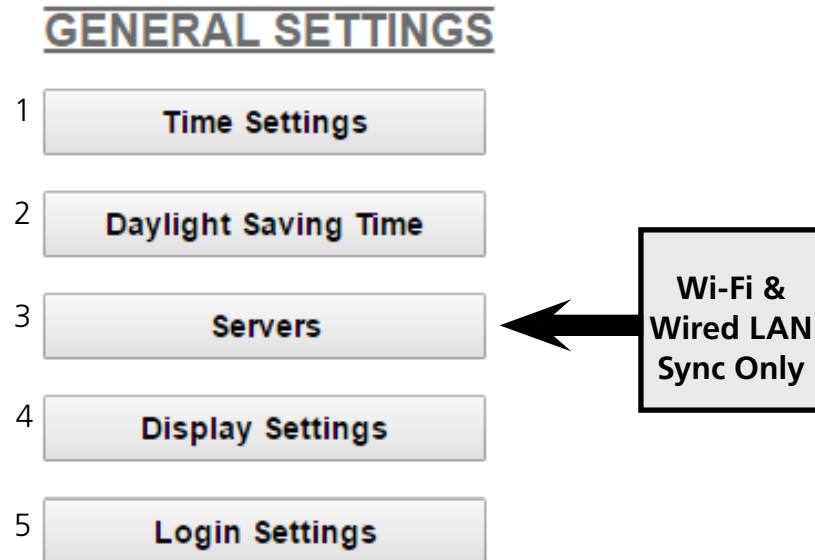 GENERAL SETTINGS
1 Time Settings
2 Daylight Saving Time
3 Servers
Wi-Fi &
Wired LAN
Sync Only
4 Display Settings
5 Login Settings